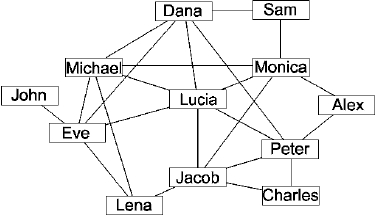 Dana
Sam
Michael
Monica
John
Lucia
Alex
Eve
Peter
Jacob
Charles
Lena